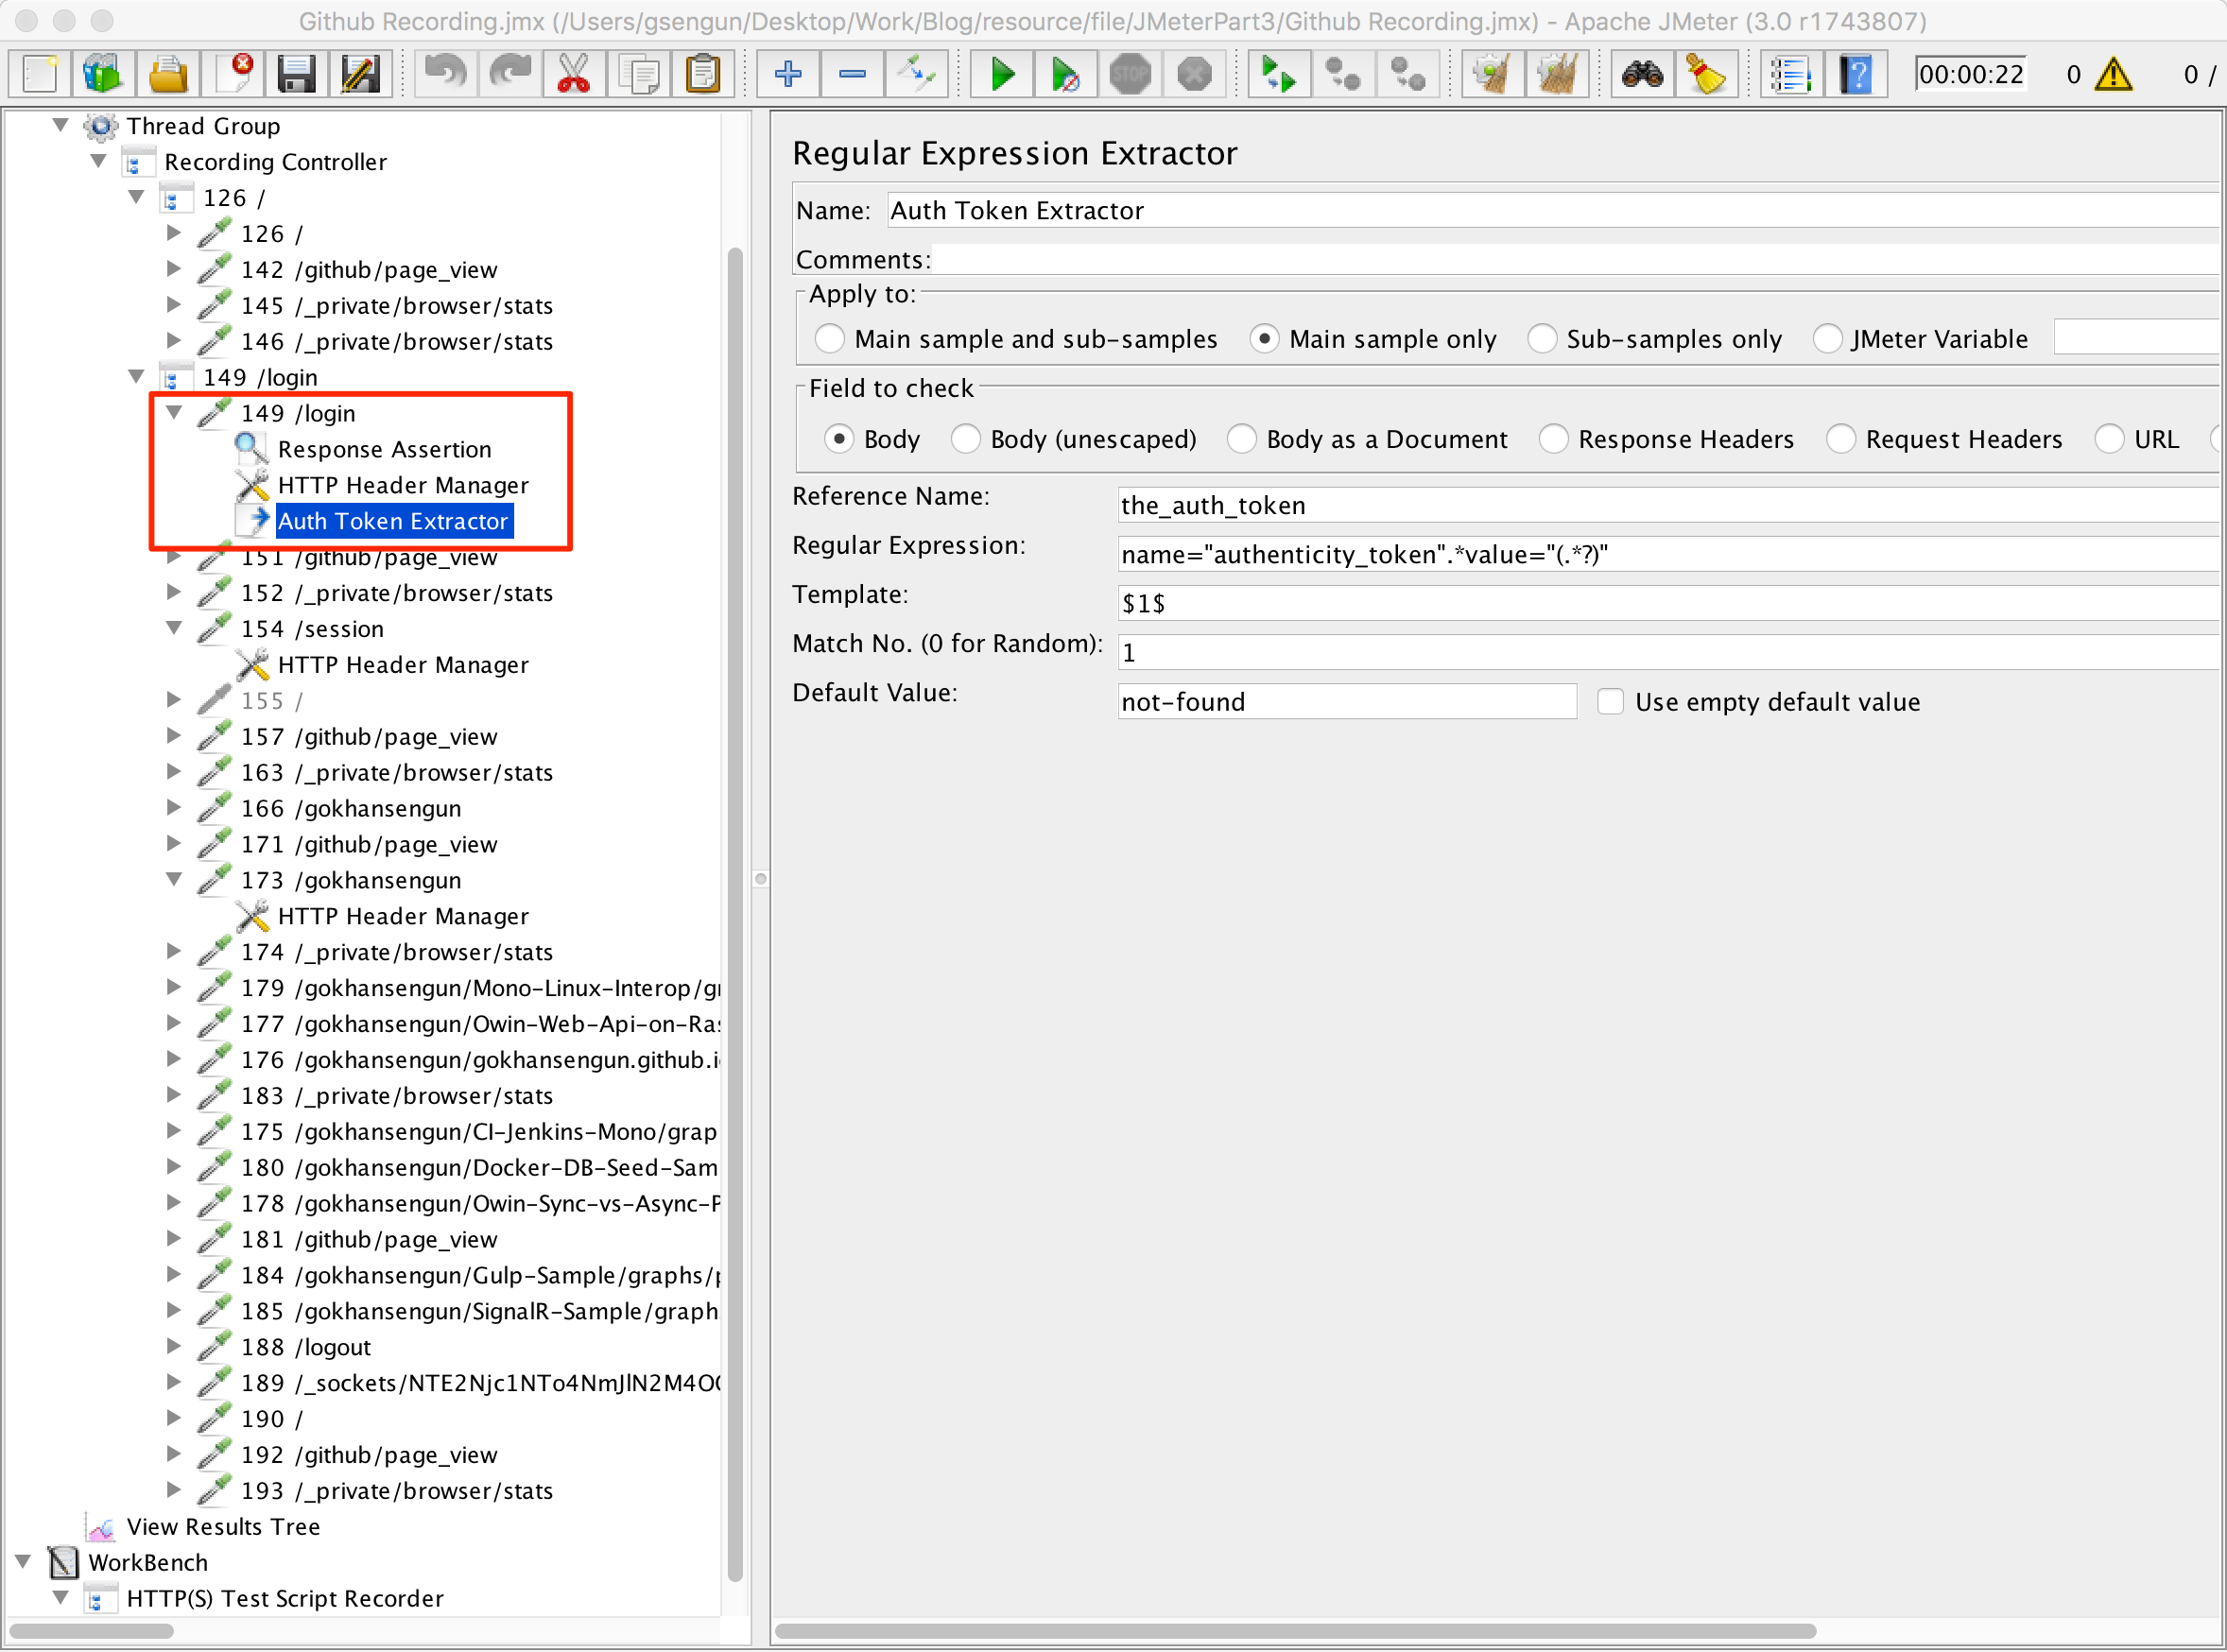 Github Recording.jmx (/Users/gsengun/Desktop/Work/Blog/resource/file/JMeterPart3/Github Recording.jmx) - Apache JMeter (3.0 r1743807)
STOP 00:00:22 0 0 /
Thread Group
Recording Controller
126 /
126 /
142 /github/page_view
145 /_private/browser/stats
146 /_private/browser/stats
149 /login
149 /login
Response Assertion
HTTP Header Manager
Auth Token Extractor
151 /github/page_view
152 /_private/browser/stats
154 /session
HTTP Header Manager
155 /
157 /github/page_view
163 /_private/browser/stats
166 /gokhansengun
171 /github/page_view
173 /gokhansengun
HTTP Header Manager
174 /_private/browser/stats
179 /gokhansengun/Mono-Linux-Interop/gr
177 /gokhansengun/Owin-Web-Api-on-Ras
176 /gokhansengun/gokhansengun.github.i
183 /_private/browser/stats
175 /gokhansengun/CI-Jenkins-Mono/grap
180 /gokhansengun/Docker-DB-Seed-Sam
178 /gokhansengun/Owin-Sync-vs-Async-P
181 /github/page_view
184 /gokhansengun/Gulp-Sample/graphs/p
185 /gokhansengun/SignalR-Sample/graph
188 /logout
189 /_sockets/NTE2Njc1NTo4NmJlN2M4OC
190 /
192 /github/page_view
193 /_private/browser/stats
View Results Tree
WorkBench
HTTP(S) Test Script Recorder
Regular Expression Extractor
Name: Auth Token Extractor
Comments:
Apply to:
Main sample and sub-samples Main sample only Sub-samples only JMeter Variable
Field to check
Body Body (unescaped) Body as a Document Response Headers Request Headers URL
Reference Name: the_auth_token
Regular Expression: name="authenticity_token".*value="(.*?)"
Template: $1$
Match No. (0 for Random): 1
Default Value: not-found Use empty default value